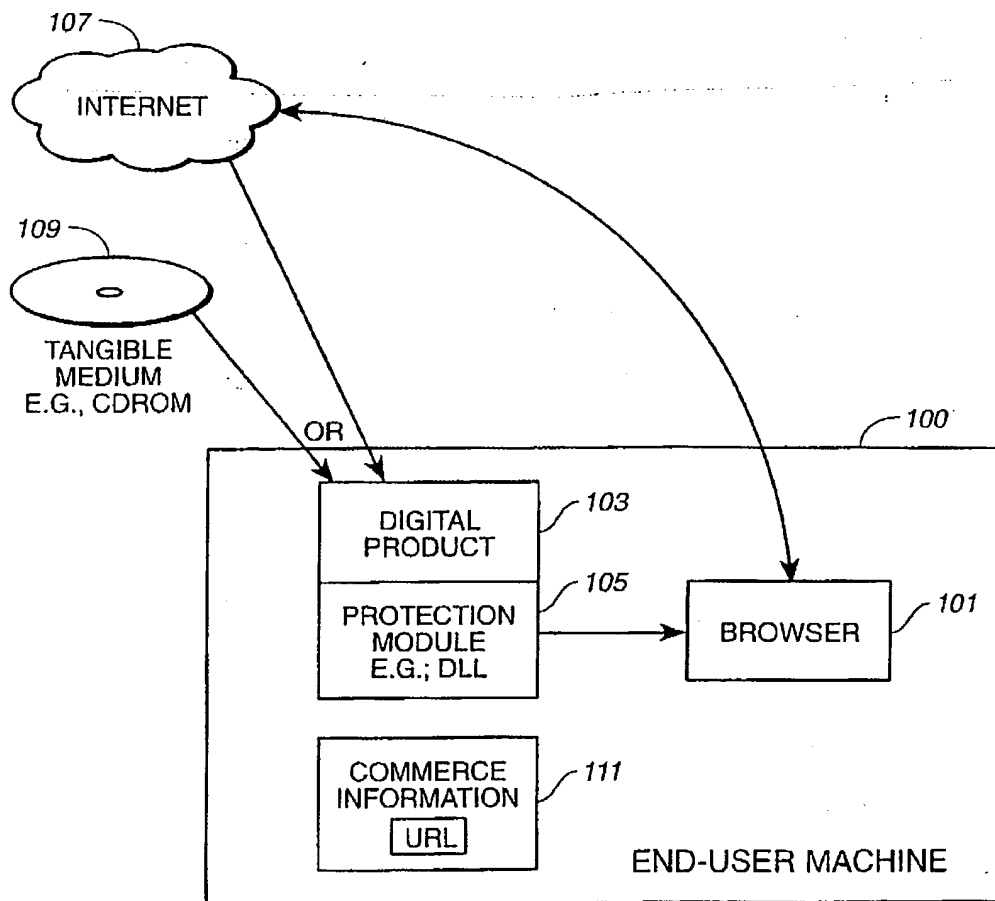 107
INTERNET
109
TANGIBLE
MEDIUM
E.G., CDROM
OR
100
DIGITAL
PRODUCT
103
PROTECTION
MODULE
E.G.; DLL
105
BROWSER
101
COMMERCE
INFORMATION
URL
111
END-USER MACHINE